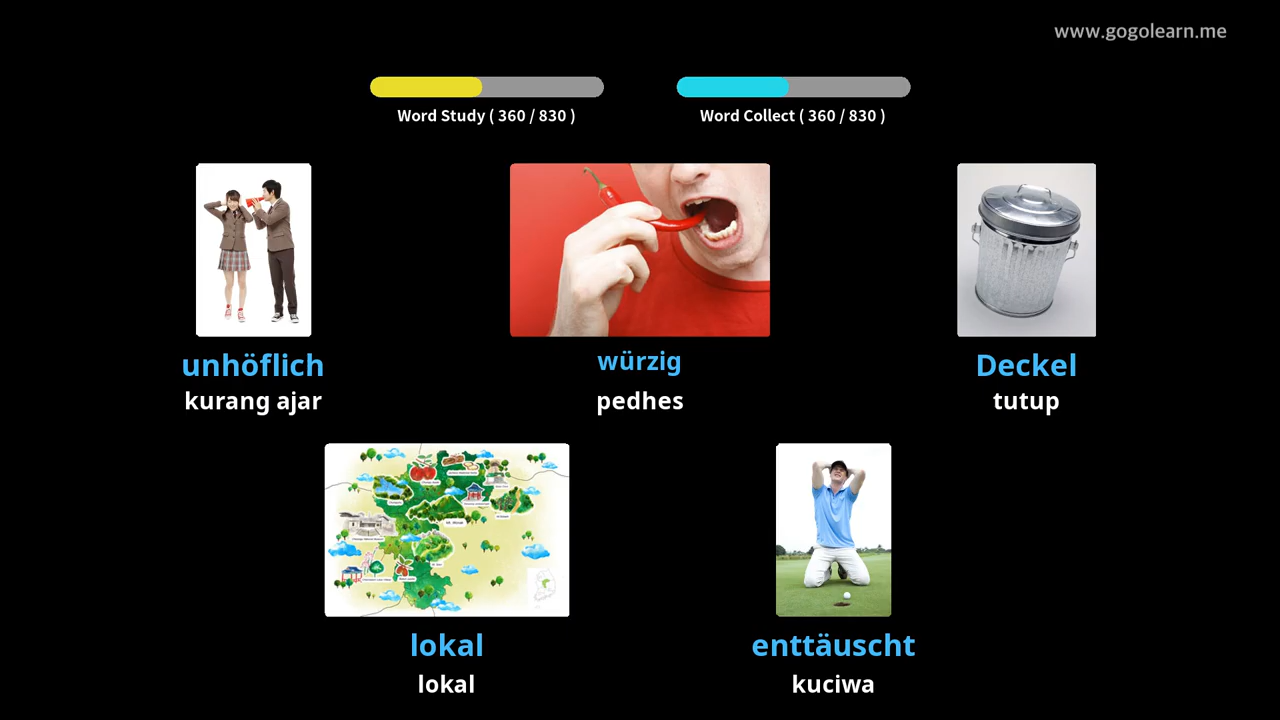 www.gogolearn.me
Word Study ( 360 / 830 )
Word Collect ( 360 / 830 )
unhöflich
kurang ajar
würzig
pedhes
Deckel
tutup
lokal
lokal
enttäuscht
kuciwa